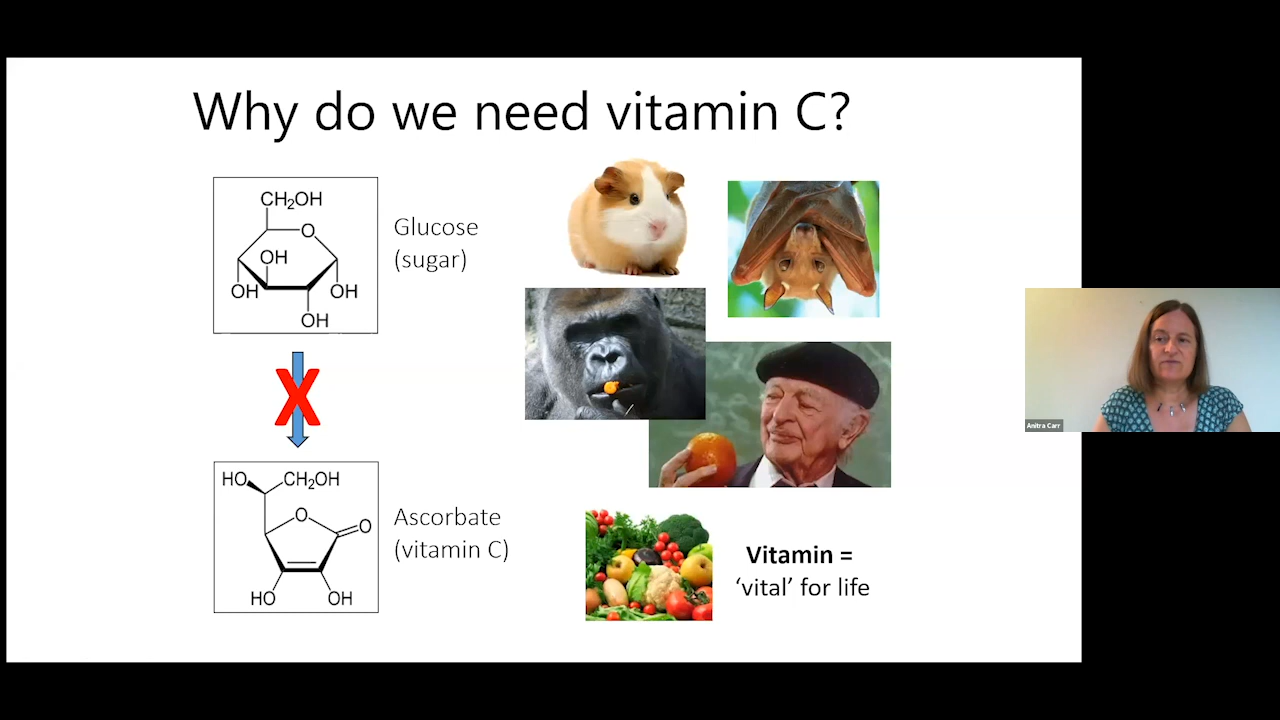 Why do we need vitamin C?
CH₂OH
O
OH
OH
OH
OH
Glucose
(sugar)
X
HO
CH₂OH
O
O
HO
OH
Ascorbate
(vitamin C)
Vitamin =
‘vital’ for life
Anitra Carr